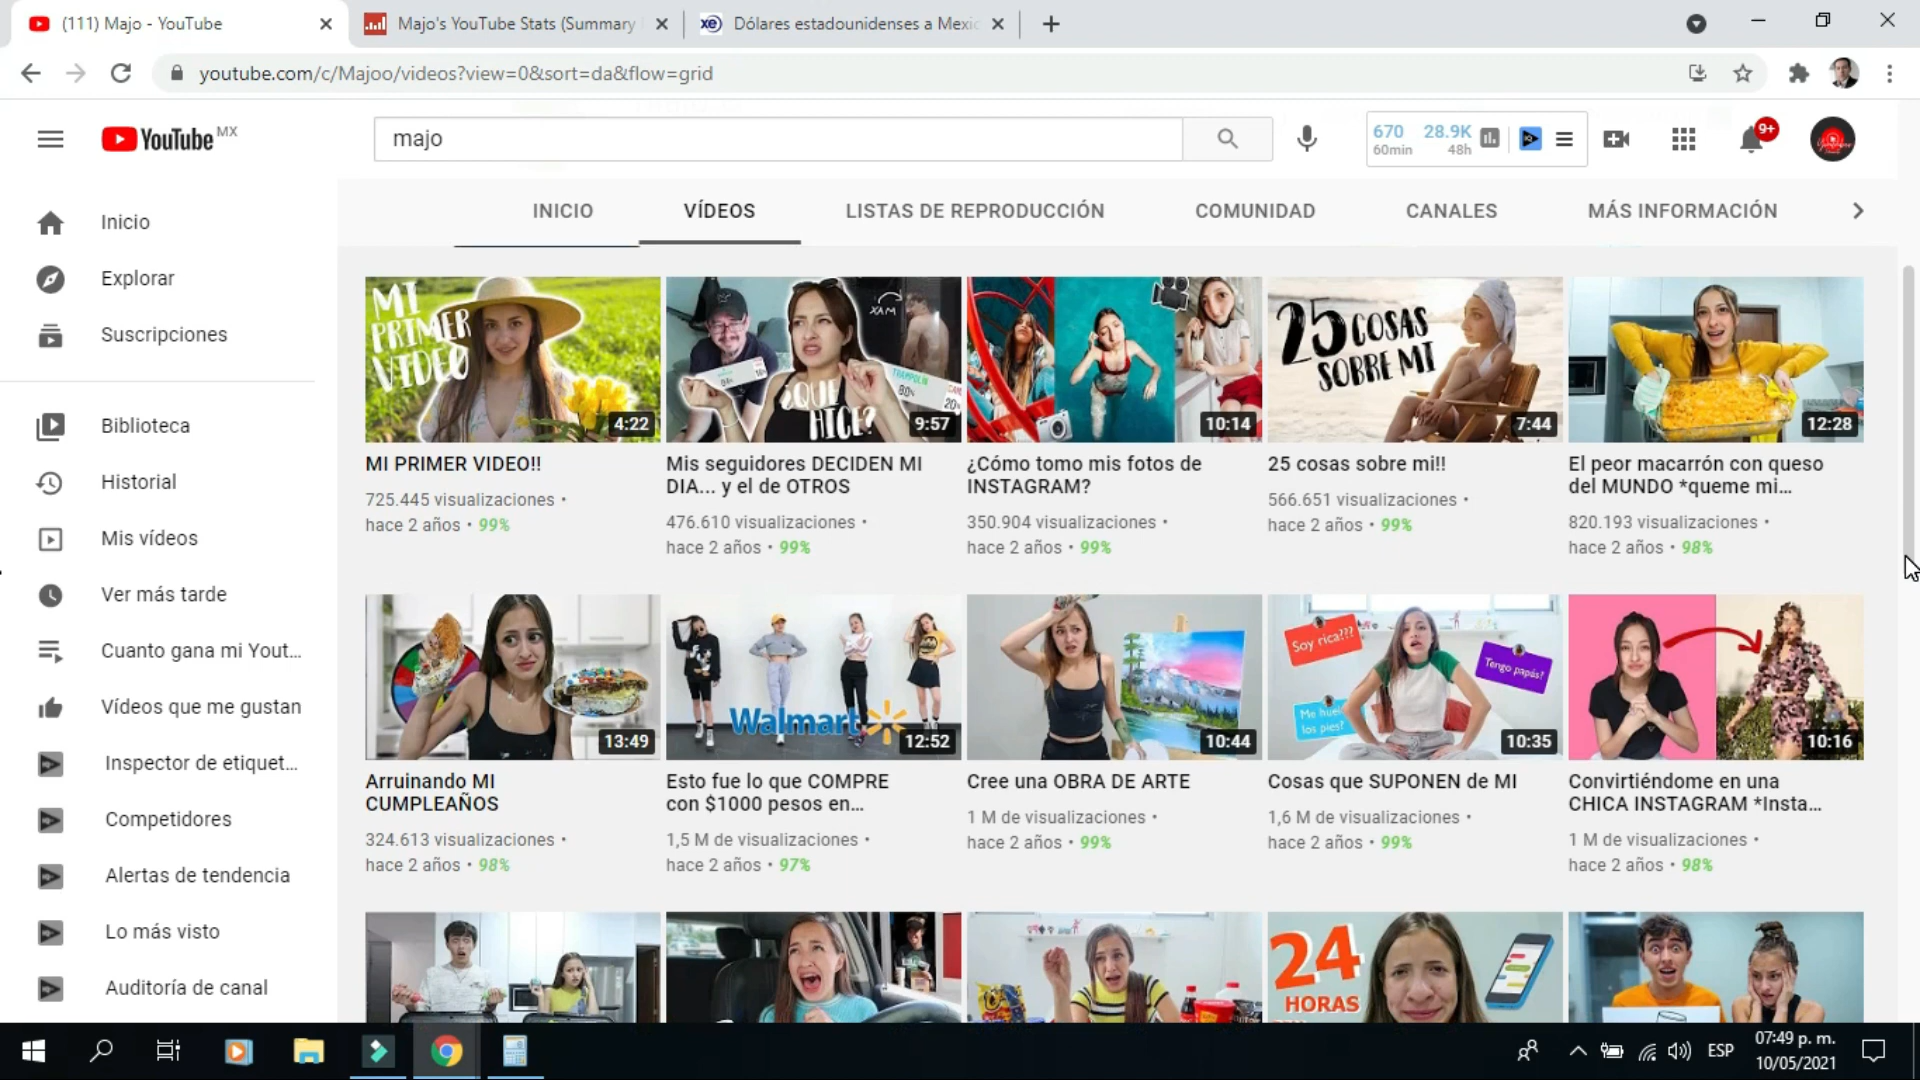 (111) Majo - YouTube
Majo's YouTube Stats (Summary
xe
Dólares estadounidenses a Mexic
youtube.com/c/Majoo/videos?view=0&sort=da&flow=grid
YouTube MX
majo
670
60min
28.9K
48h
9+
INICIO
VÍDEOS
LISTAS DE REPRODUCCIÓN
COMUNIDAD
CANALES
MÁS INFORMACIÓN
Inicio
Explorar
Suscripciones
Biblioteca
Historial
Mis vídeos
Ver más tarde
Cuanto gana mi Yout...
Vídeos que me gustan
Inspector de etiquet...
Competidores
Alertas de tendencia
Lo más visto
Auditoría de canal
MI
PRIMER
VIDEO
4:22
XAM
TRAMPOLIN
80%
20%
¿QUE
HICE?
9:57
10:14
25 COSAS
SOBRE MI
7:44
12:28
MI PRIMER VIDEO!!
725.445 visualizaciones •
hace 2 años • 99%
Mis seguidores DECIDEN MI
DIA... y el de OTROS
476.610 visualizaciones •
hace 2 años • 99%
¿Cómo tomo mis fotos de
INSTAGRAM?
350.904 visualizaciones •
hace 2 años • 99%
25 cosas sobre mi!!
566.651 visualizaciones •
hace 2 años • 99%
El peor macarrón con queso
del MUNDO *queme mi...
820.193 visualizaciones •
hace 2 años • 98%
13:49
Walmart
12:52
10:44
Soy rica???
Tengo papás?
Me huelen
los pies?
10:35
10:16
Arruinando MI
CUMPLEAÑOS
324.613 visualizaciones •
hace 2 años • 98%
Esto fue lo que COMPRE
con $1000 pesos en...
1,5 M de visualizaciones •
hace 2 años • 97%
Cree una OBRA DE ARTE
1 M de visualizaciones •
hace 2 años • 99%
Cosas que SUPONEN de MI
1,6 M de visualizaciones •
hace 2 años • 99%
Convirtiéndome en una
CHICA INSTAGRAM *Insta...
1 M de visualizaciones •
hace 2 años • 98%
24
HORAS
ESP
07:49 p. m.
10/05/2021